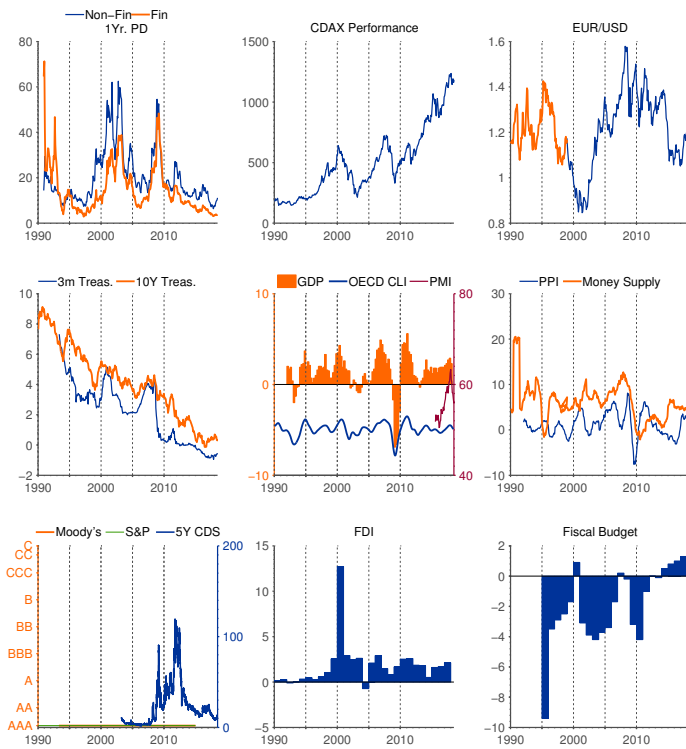 Non-Fin Fin
1Yr. PD
CDAX Performance
EUR/USD
80
60
40
20
0
1990 2000 2010
1500
1000
500
0
1990 2000 2010
1.6
1.4
1.2
1
0.8
1990 2000 2010
3m Treas. 10Y Treas.
10
8
6
4
2
0
−2
1990 2000 2010
GDP OECD CLI PMI
10
0
−10
80
60
40
1990 2000 2010
PPI Money Supply
30
20
10
0
−10
1990 2000 2010
Moody's S&P 5Y CDS
C
CC
CCC
B
BB
BBB
A
AA
AAA
200
100
0
1990 2000 2010
FDI
15
10
5
0
−5
1990 2000 2010
Fiscal Budget
2
0
−2
−4
−6
−8
−10
1990 2000 2010